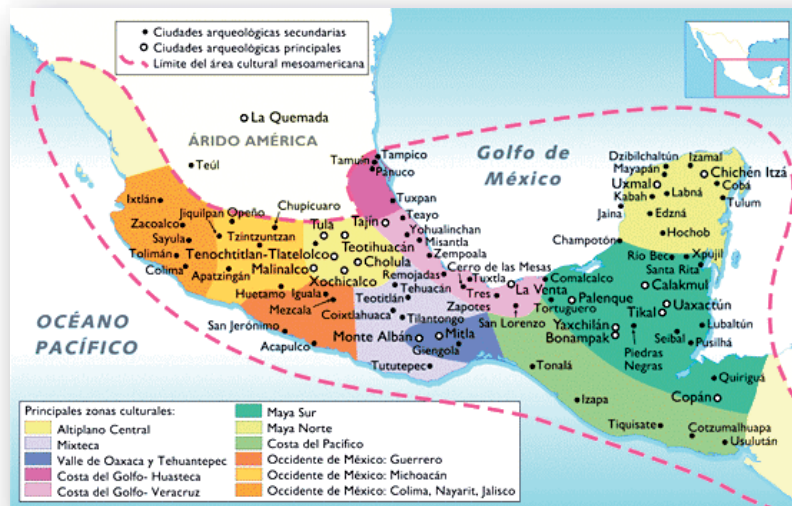 Ciudades arqueológicas secundarias
Ciudades arqueológicas principales
Límite del área cultural mesoamericana
La Quemada
ÁRIDO AMÉRICA
Teúl
Tamuín
Tampico
Pánuco
Golfo de
México
Dzibilchaltún
Izamal
Mayapán
Chichén Itzá
Uxmal
Cobá
Kabah
Labná
Tulum
Jaina
Edzná
Hochob
Champotón
Río Bec
Xpujil
Santa Rita
Calakmul
Uaxactún
Tikal
Lubaltún
Seibal
Pusilhá
Piedras
Negras
Yaxchilán
Bonampak
Palenque
Comalcalco
Tortuguero
Quiriguá
Copán
Cotzumalhuapa
Usulután
Tiquisate
Izapa
Tonalá
Ixtlán
Zacoalco
Sayula
Tolimán
Colima
Jiquilpan
Opeño
Chupicuaro
Tzintzuntzan
Apatzingán
Tula
Tajín
Tuxpan
Teayo
Yohualinchan
Misantla
Zempoala
Teotihuacán
Tenochtitlan-Tlatelolco
Cholula
Malinalco
Xochicalco
Remojadas
Cerro de las Mesas
Tuxtla
La Venta
Tres
Zapotes
San Lorenzo
Tehuacán
Teotitlán
Huetamo
Iguala
Mezcala
Coixtlahuaca
Tilantongo
San Jerónimo
Acapulco
Monte Albán
Mitla
Giengola
Tututepec
OCÉANO
PACÍFICO
Principales zonas culturales:
Altiplano Central
Mixteca
Valle de Oaxaca y Tehuantepec
Costa del Golfo- Huasteca
Costa del Golfo- Veracruz
Maya Sur
Maya Norte
Costa del Pacífico
Occidente de México: Guerrero
Occidente de México: Michoacán
Occidente de México: Colima, Nayarit, Jalisco